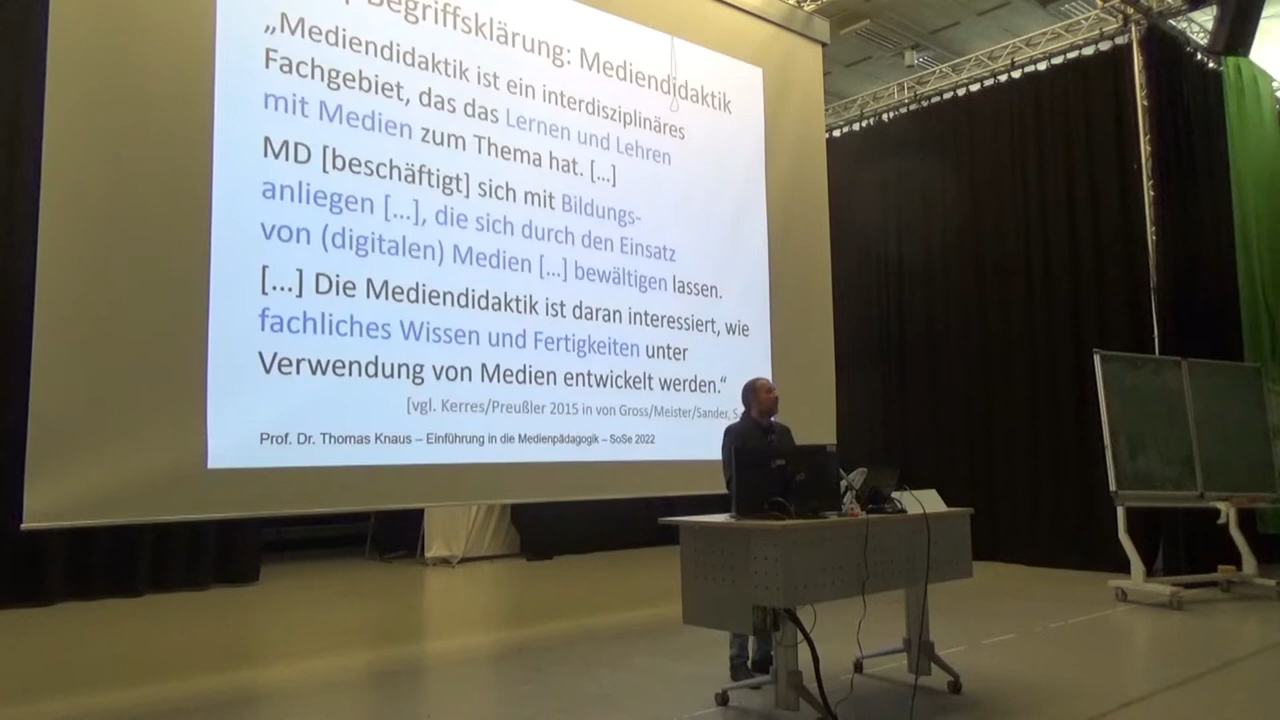 Begriffsklärung: Mediendidaktik
„Mediendidaktik ist ein interdisziplinäres
Fachgebiet, das das Lernen und Lehren
mit Medien zum Thema hat. [...]
MD [beschäftigt] sich mit Bildungs-
anliegen [...], die sich durch den Einsatz
von (digitalen) Medien [...] bewältigen lassen.
[...] Die Mediendidaktik ist daran interessiert, wie
fachliches Wissen und Fertigkeiten unter
Verwendung von Medien entwickelt werden.“
[vgl. Kerres/Preußler 2015 in von Gross/Meister/Sander, S.
Prof. Dr. Thomas Knaus – Einführung in die Medienpädagogik – SoSe 2022